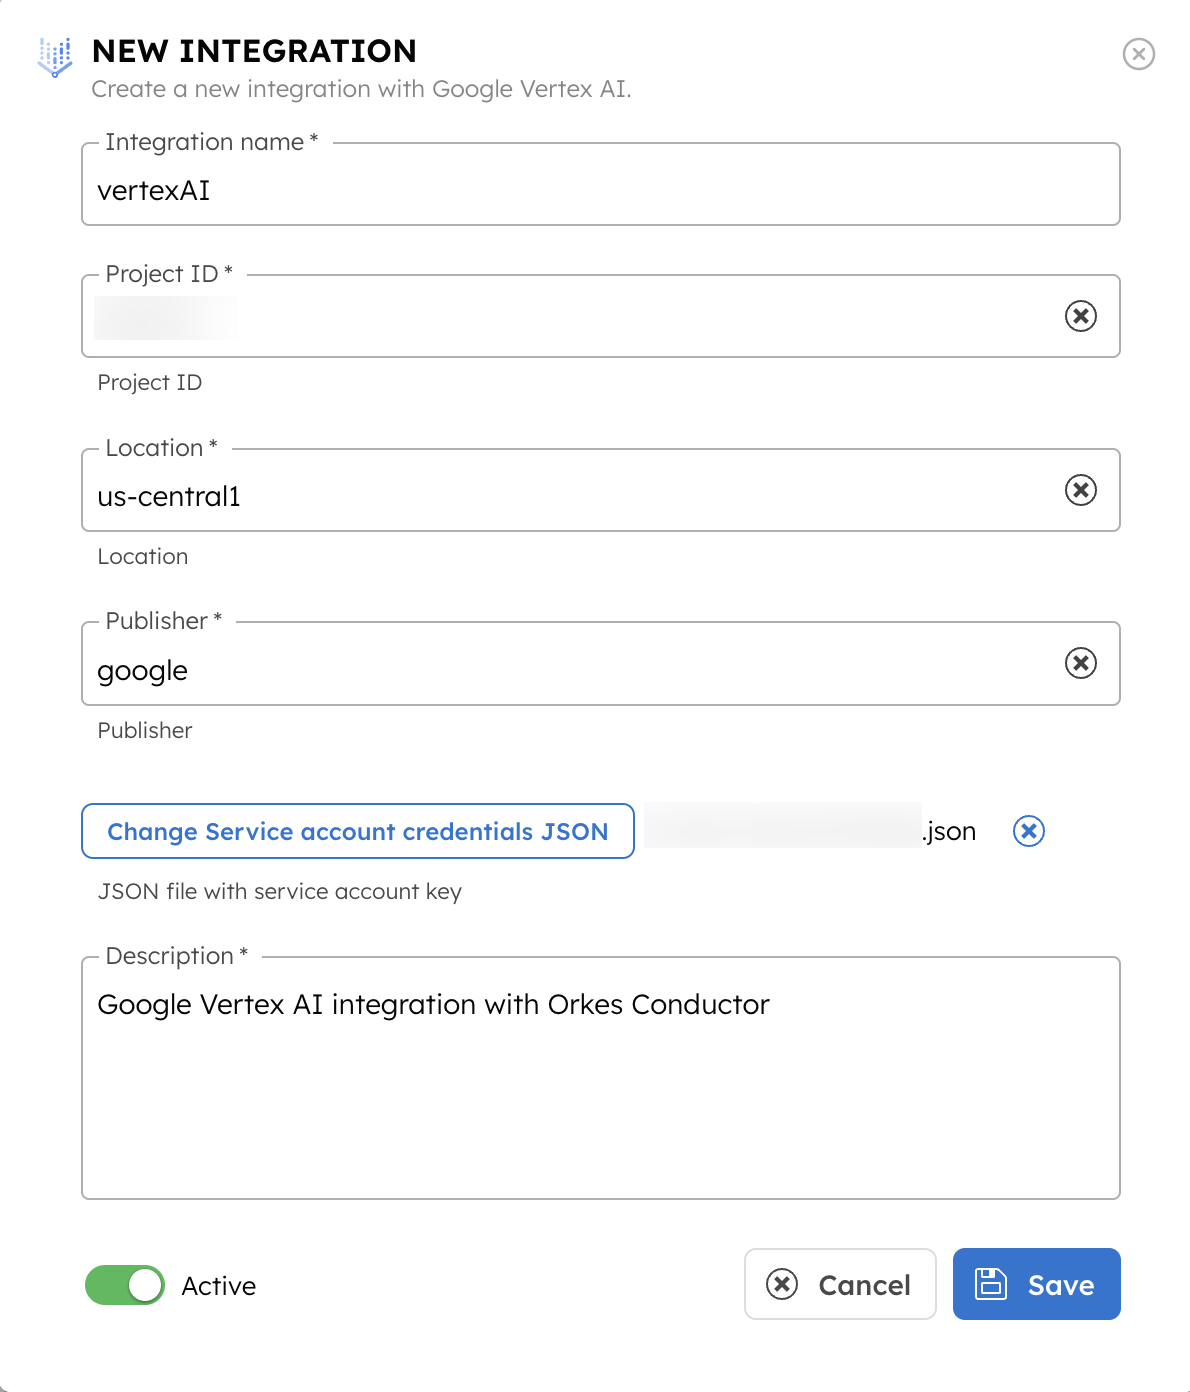 NEW INTEGRATION
Create a new integration with Google Vertex AI.
Integration name *
vertexAI
Project ID *
Project ID
Location *
us-central1
Location
Publisher *
google
Publisher
Change Service account credentials JSON .json
JSON file with service account key
Description *
Google Vertex AI integration with Orkes Conductor
Active Cancel Save